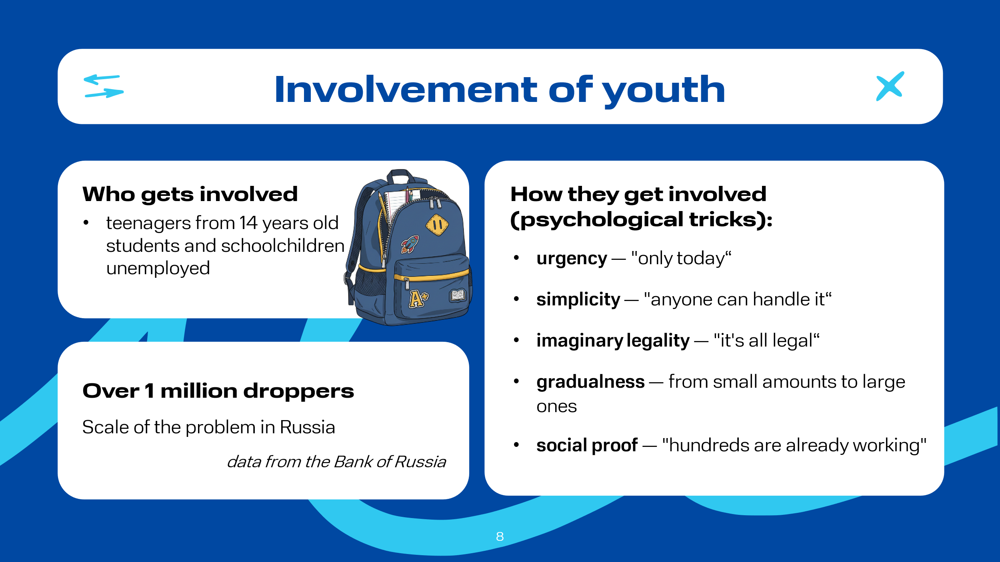 Involvement of youth
Who gets involved
• teenagers from 14 years old
students and schoolchildren
unemployed
A+
Over 1 million droppers
Scale of the problem in Russia
data from the Bank of Russia
How they get involved
(psychological tricks):
• urgency — "only today“
• simplicity — "anyone can handle it“
• imaginary legality — "it's all legal“
• gradualness — from small amounts to large
ones
• social proof — "hundreds are already working"
8